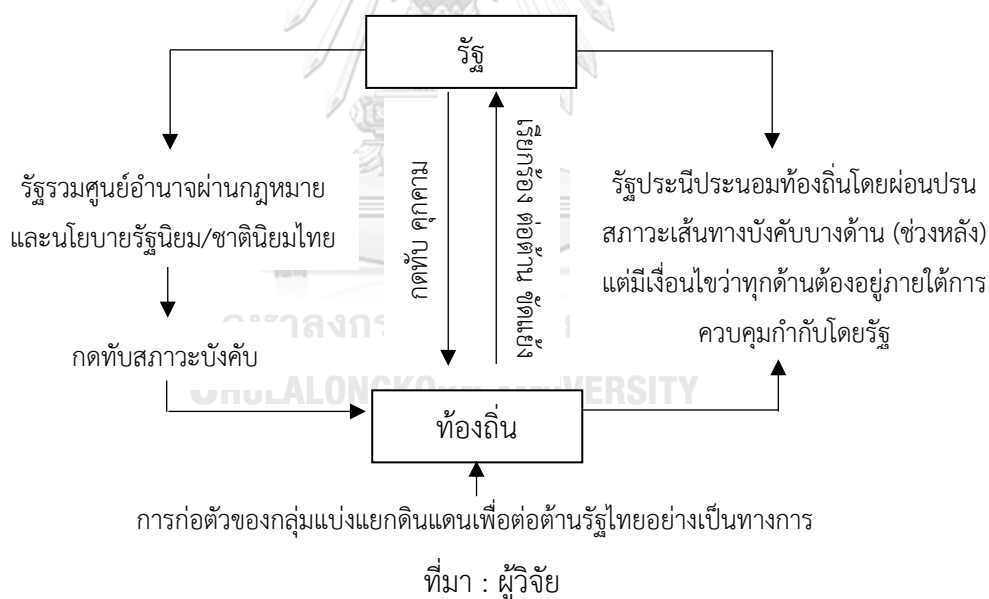 รัฐ
รัฐรวมศูนย์อำนาจผ่านกฎหมาย
และนโยบายรัฐนิยม/ชาตินิยมไทย
กดทับสภาวะบังคับ
กดทับ คุกคาม
เรียกร้อง ต่อต้าน ขัดแย้ง
รัฐประนีประนอมท้องถิ่นโดยผ่อนปรน
สภาวะเส้นทางบังคับบางด้าน (ช่วงหลัง)
แต่มีเงื่อนไขว่าทุกด้านต้องอยู่ภายใต้การ
ควบคุมกำกับโดยรัฐ
ท้องถิ่น
การก่อตัวของกลุ่มแบ่งแยกดินแดนเพื่อต่อต้านรัฐไทยอย่างเป็นทางการ
ที่มา : ผู้วิจัย